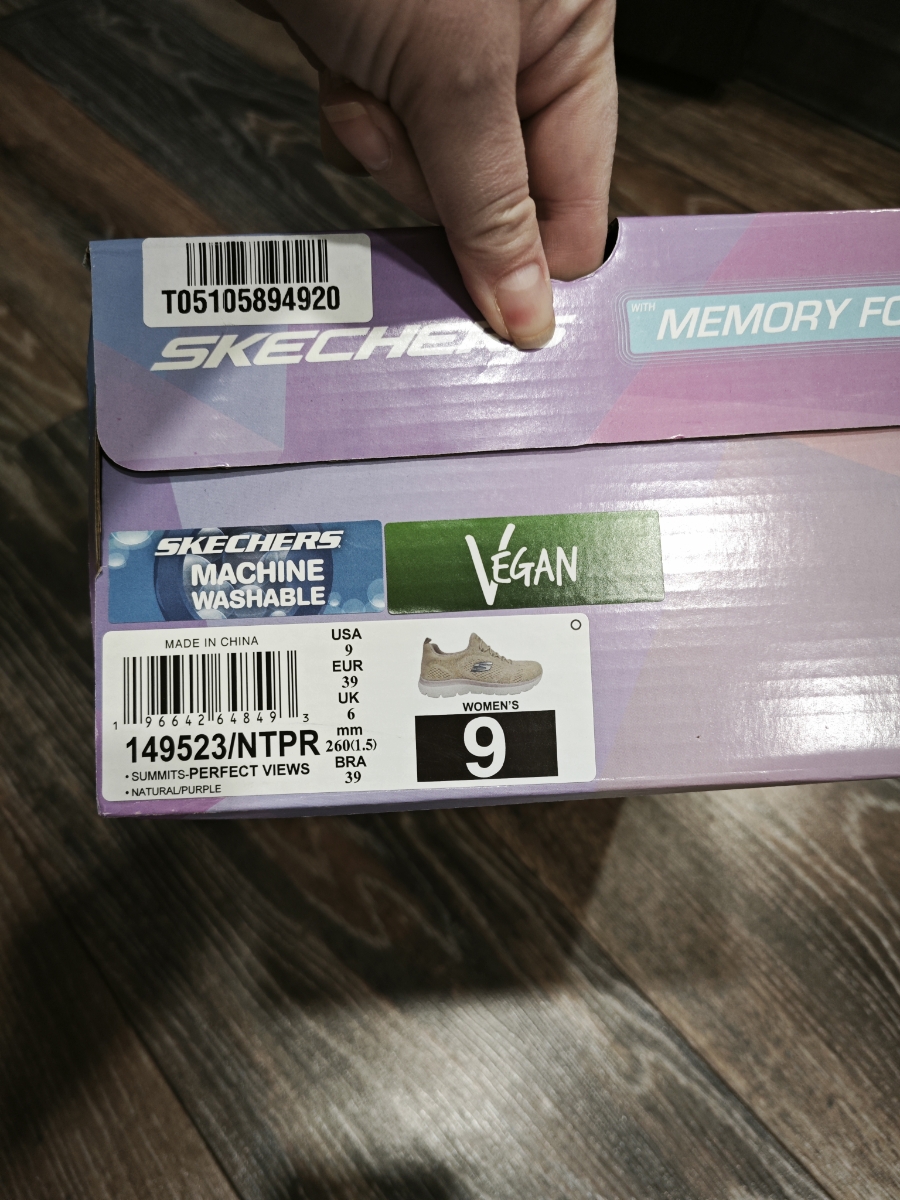 T05105894920
SKECHERS
WITH
MEMORY FO
SKECHERS
MACHINE
WASHABLE
VEGAN
MADE IN CHINA
1 96642 64849 3
149523/NTPR
• SUMMITS-PERFECT VIEWS
• NATURAL/PURPLE
USA
9
EUR
39
UK
6
mm
260(1.5)
BRA
39
WOMEN'S
9